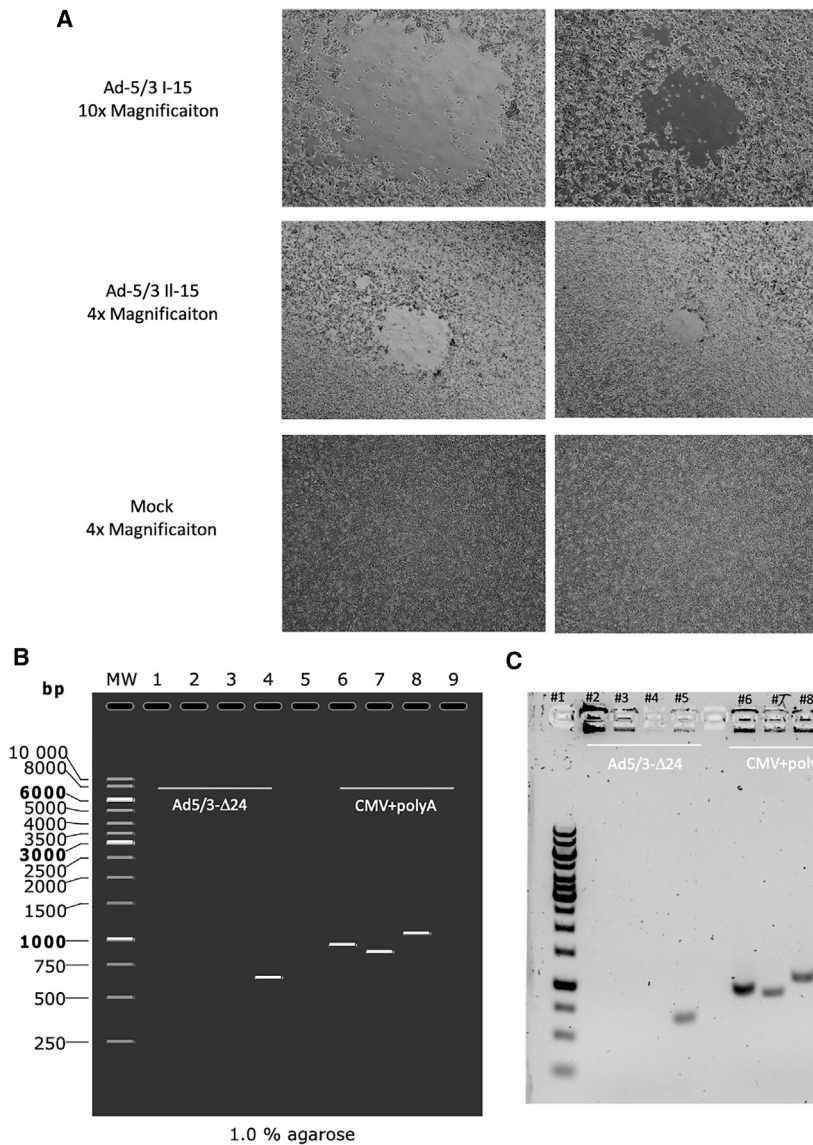 A
Ad-5/3 I-15
10x Magnificaiton
Ad-5/3 Il-15
4x Magnificaiton
Mock
4x Magnificaiton
B
bp
MW 1 2 3 4 5 6 7 8 9
10 000
8000
6000
5000
4000
3500
3000
2500
2000
1500
1000
750
500
250
Ad5/3-Δ24
CMV+polyA
1.0 % agarose
C
#1 #2 #3 #4 #5 #6 #7 #8
Ad5/3-Δ24
CMV+poly